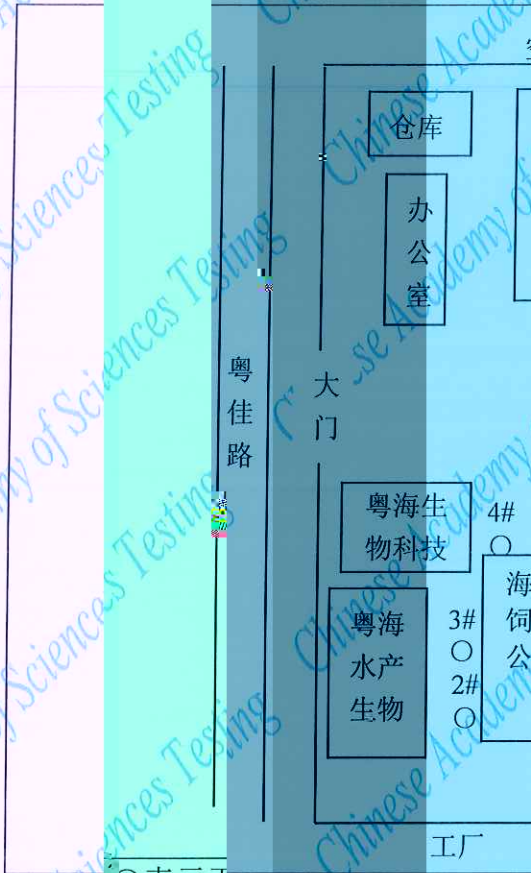 仓库
办
公
室
粤
佳
路
大
门
粤海生
物科技
4#
粤海
水产
生物
3#
2#
海
饲
公
工厂
Chinese Academy of Sciences Testing